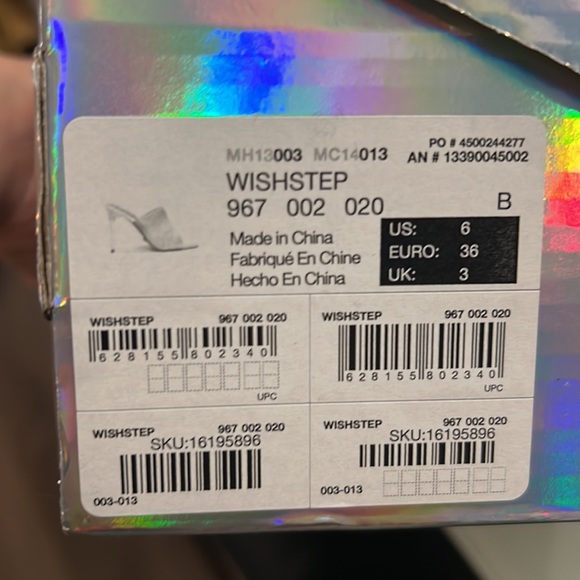 MH13003 MC14013
PO # 4500244277
AN # 13390045002
WISHSTEP
967 002 020
B
Made in China
Fabriqué En Chine
Hecho En China
US: 6
EURO: 36
UK: 3
WISHSTEP 967 002 020
628155802340
UPC
WISHSTEP 967 002 020
628155802340
UPC
WISHSTEP 967 002 020
SKU:16195896
003-013
WISHSTEP 967 002 020
SKU:16195896
003-013